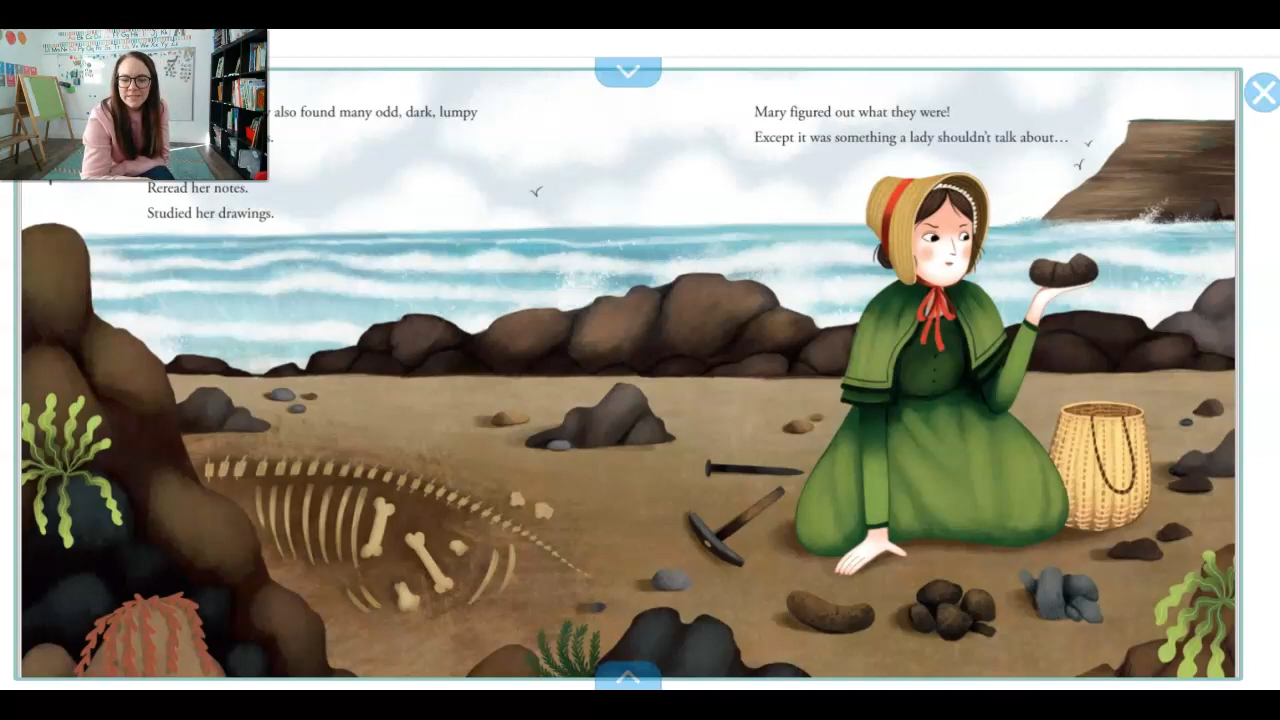 also found many odd, dark, lumpy
Reread her notes.
Studied her drawings.
Mary figured out what they were!
Except it was something a lady shouldn't talk about…